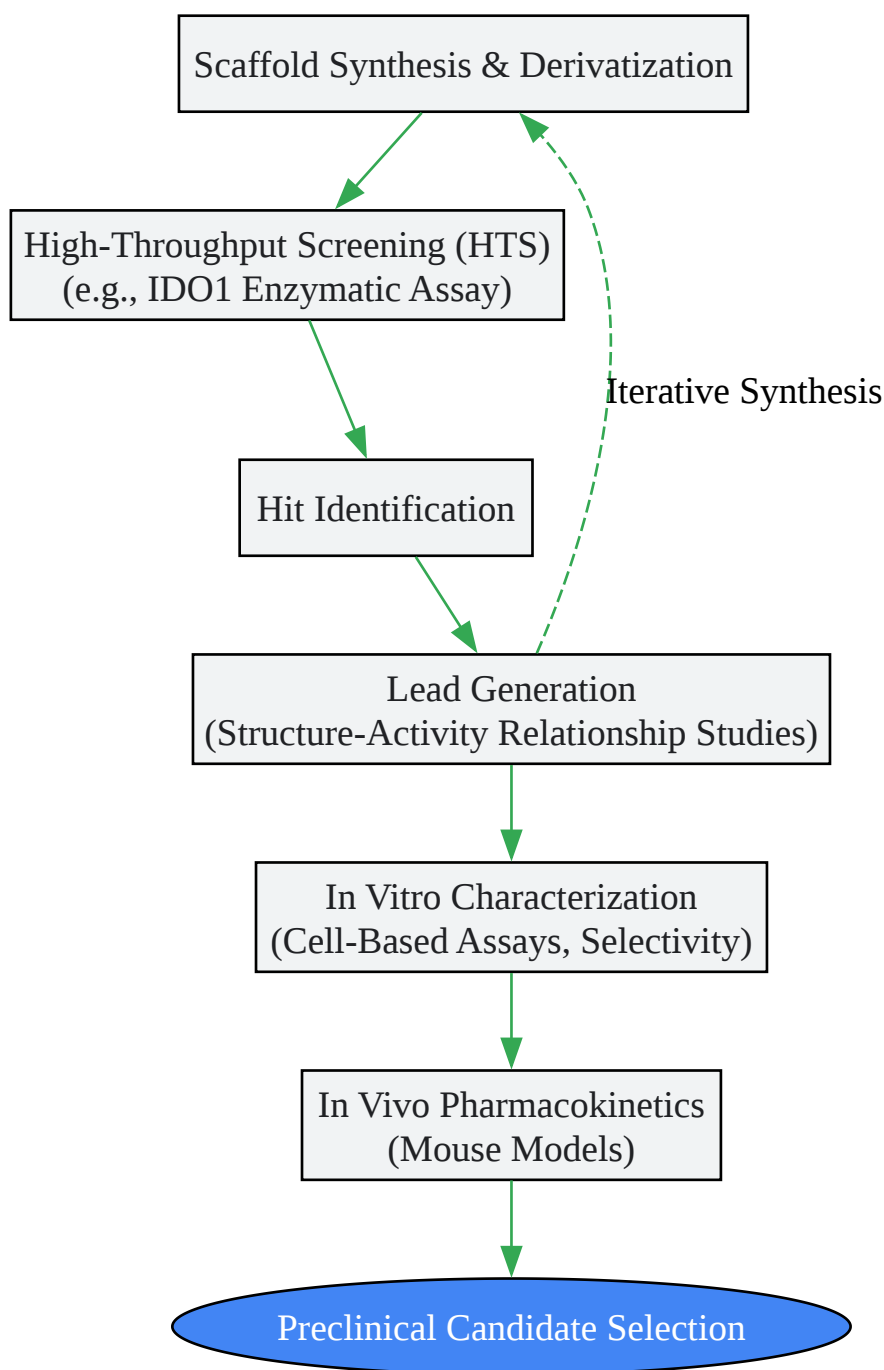 Scaffold Synthesis & Derivatization
High-Throughput Screening (HTS)
(e.g., IDO1 Enzymatic Assay)
Iterative Synthesis
Hit Identification
Lead Generation
(Structure-Activity Relationship Studies)
In Vitro Characterization
(Cell-Based Assays, Selectivity)
In Vivo Pharmacokinetics
(Mouse Models)
Preclinical Candidate Selection